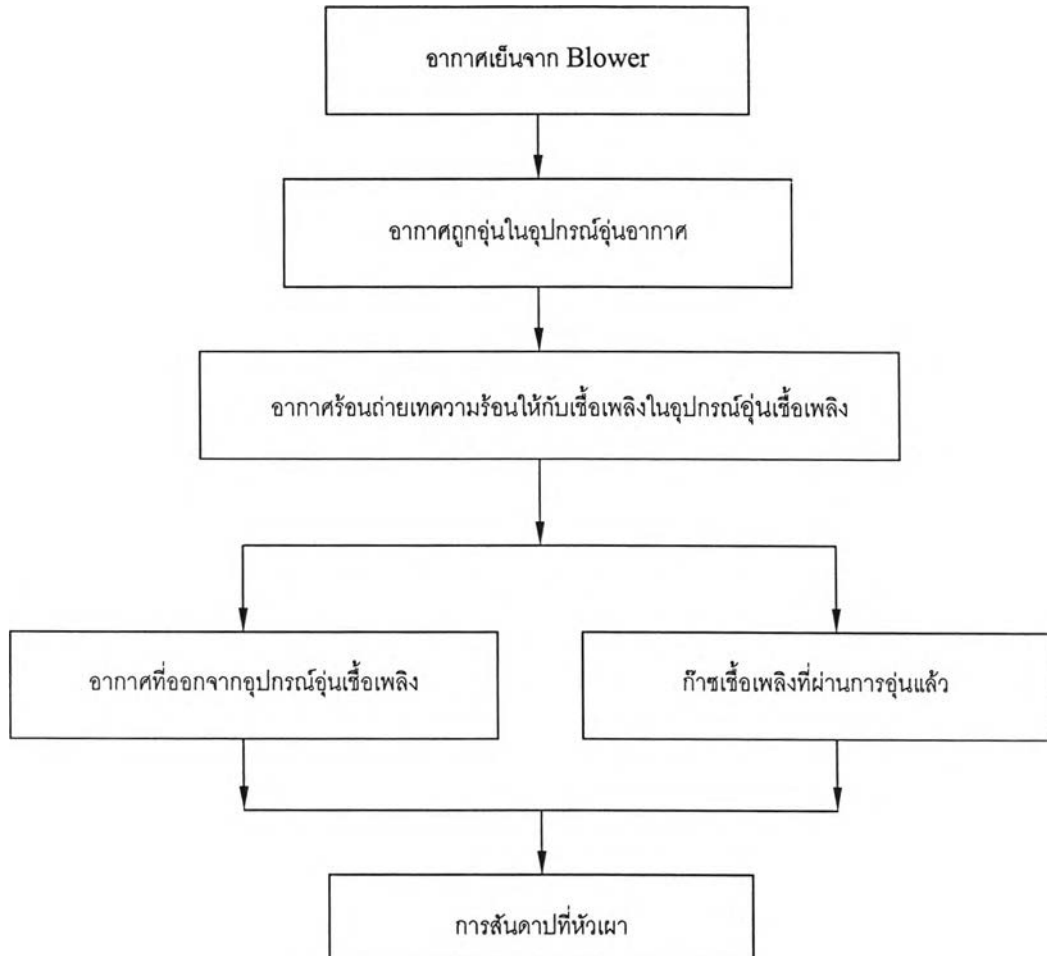 อากาศเย็นจาก Blower
อากาศถูกอุ่นในอุปกรณ์อุ่นอากาศ
อากาศร้อนถ่ายเทความร้อนให้กับเชื้อเพลิงในอุปกรณ์อุ่นเชื้อเพลิง
อากาศที่ออกจากอุปกรณ์อุ่นเชื้อเพลิง
ก๊าซเชื้อเพลิงที่ผ่านการอุ่นแล้ว
การสันดาปที่หัวเผา